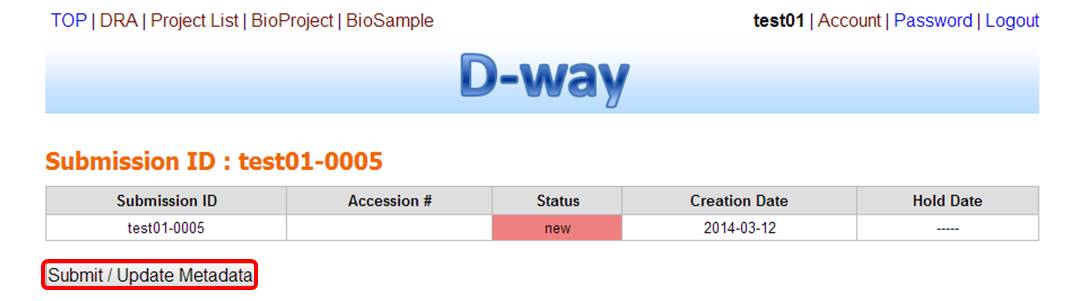 TOP | DRA | Project List | BioProject | BioSample test01 | Account | Password | Logout
D-way
Submission ID : test01-0005
Submission ID Accession # Status Creation Date Hold Date
test01-0005 new 2014-03-12 -----
Submit / Update Metadata